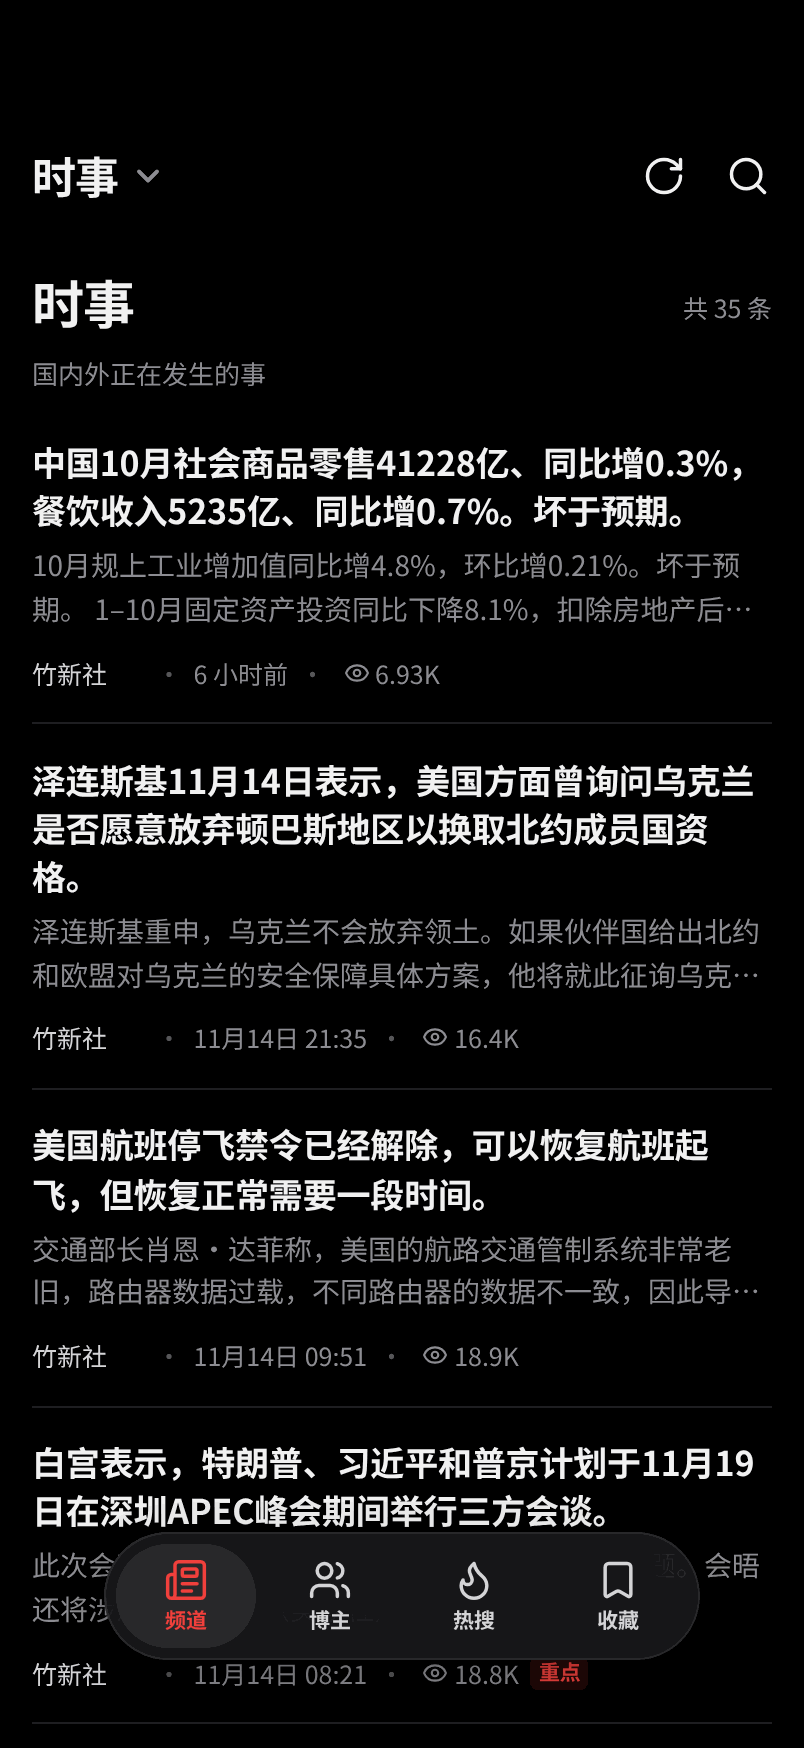 时事
时事
共 35 条
国内外正在发生的事
中国10月社会商品零售41228亿、同比增0.3%，
餐饮收入5235亿、同比增0.7%。坏于预期。
10月规上工业增加值同比增4.8%，环比增0.21%。坏于预
期。 1–10月固定资产投资同比下降8.1%，扣除房地产后…
竹新社 · 6 小时前 · 6.93K
泽连斯基11月14日表示，美国方面曾询问乌克兰
是否愿意放弃顿巴斯地区以换取北约成员国资
格。
泽连斯基重申，乌克兰不会放弃领土。如果伙伴国给出北约
和欧盟对乌克兰的安全保障具体方案，他将就此征询乌克…
竹新社 · 11月14日 21:35 · 16.4K
美国航班停飞禁令已经解除，可以恢复航班起
飞，但恢复正常需要一段时间。
交通部长肖恩·达菲称，美国的航路交通管制系统非常老
旧，路由器数据过载，不同路由器的数据不一致，因此导…
竹新社 · 11月14日 09:51 · 18.9K
白宫表示，特朗普、习近平和普京计划于11月19
日在深圳APEC峰会期间举行三方会谈。
此次会 题。会晤
还将涉
频道 博主 热搜 收藏
竹新社 · 11月14日 08:21 · 18.8K 重点